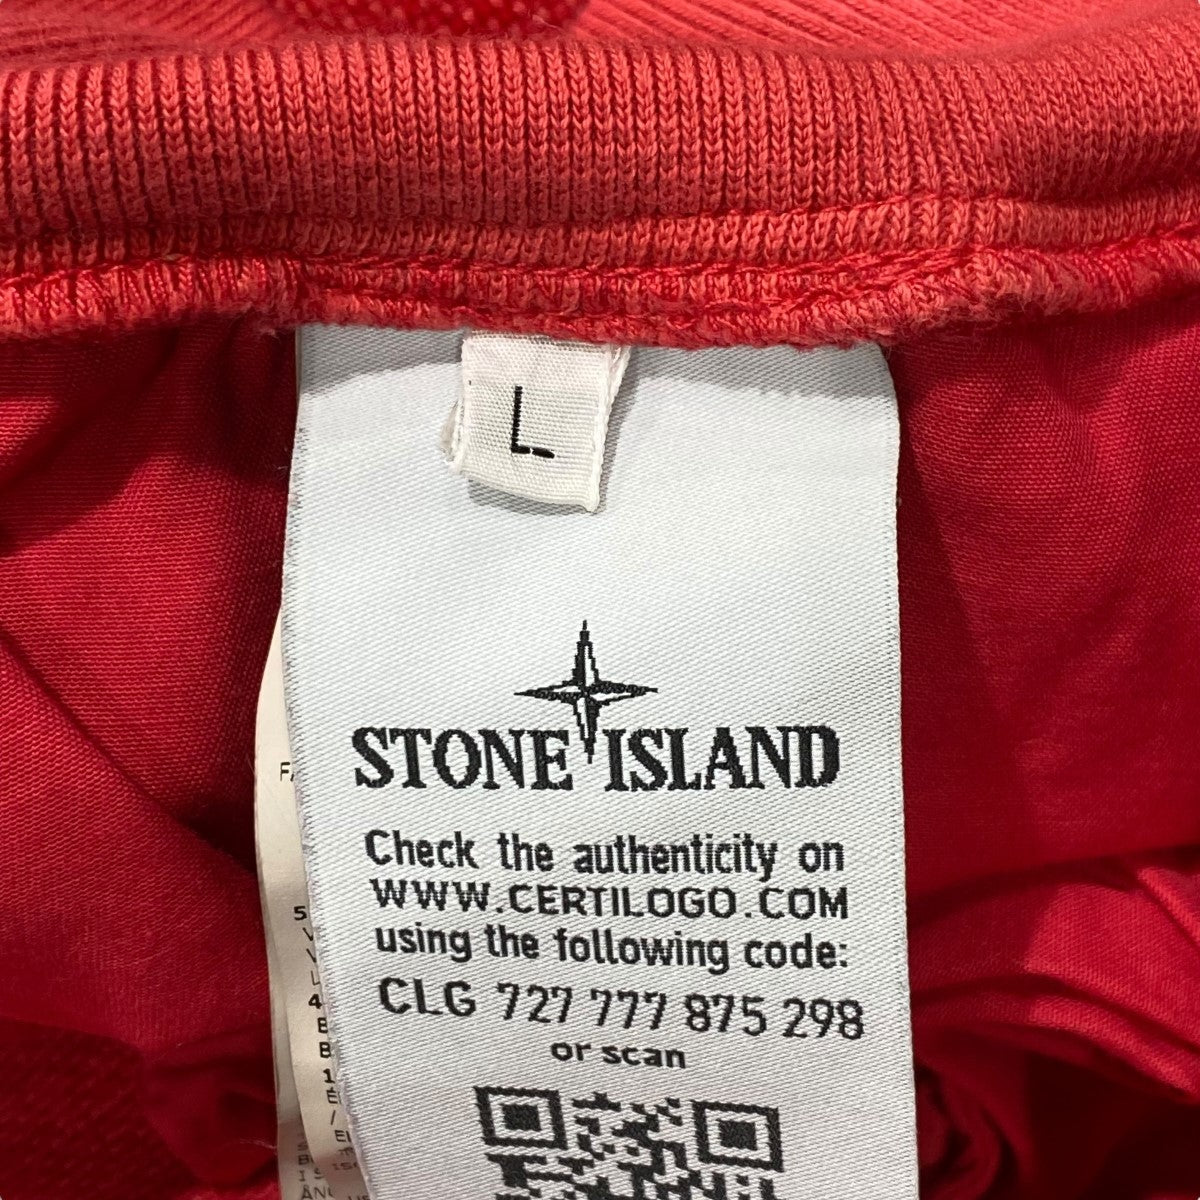 L
STONE ISLAND
Check the authenticity on
WWW.CERTILOGO.COM
using the following code:
CLG 727 777 875 298
or scan